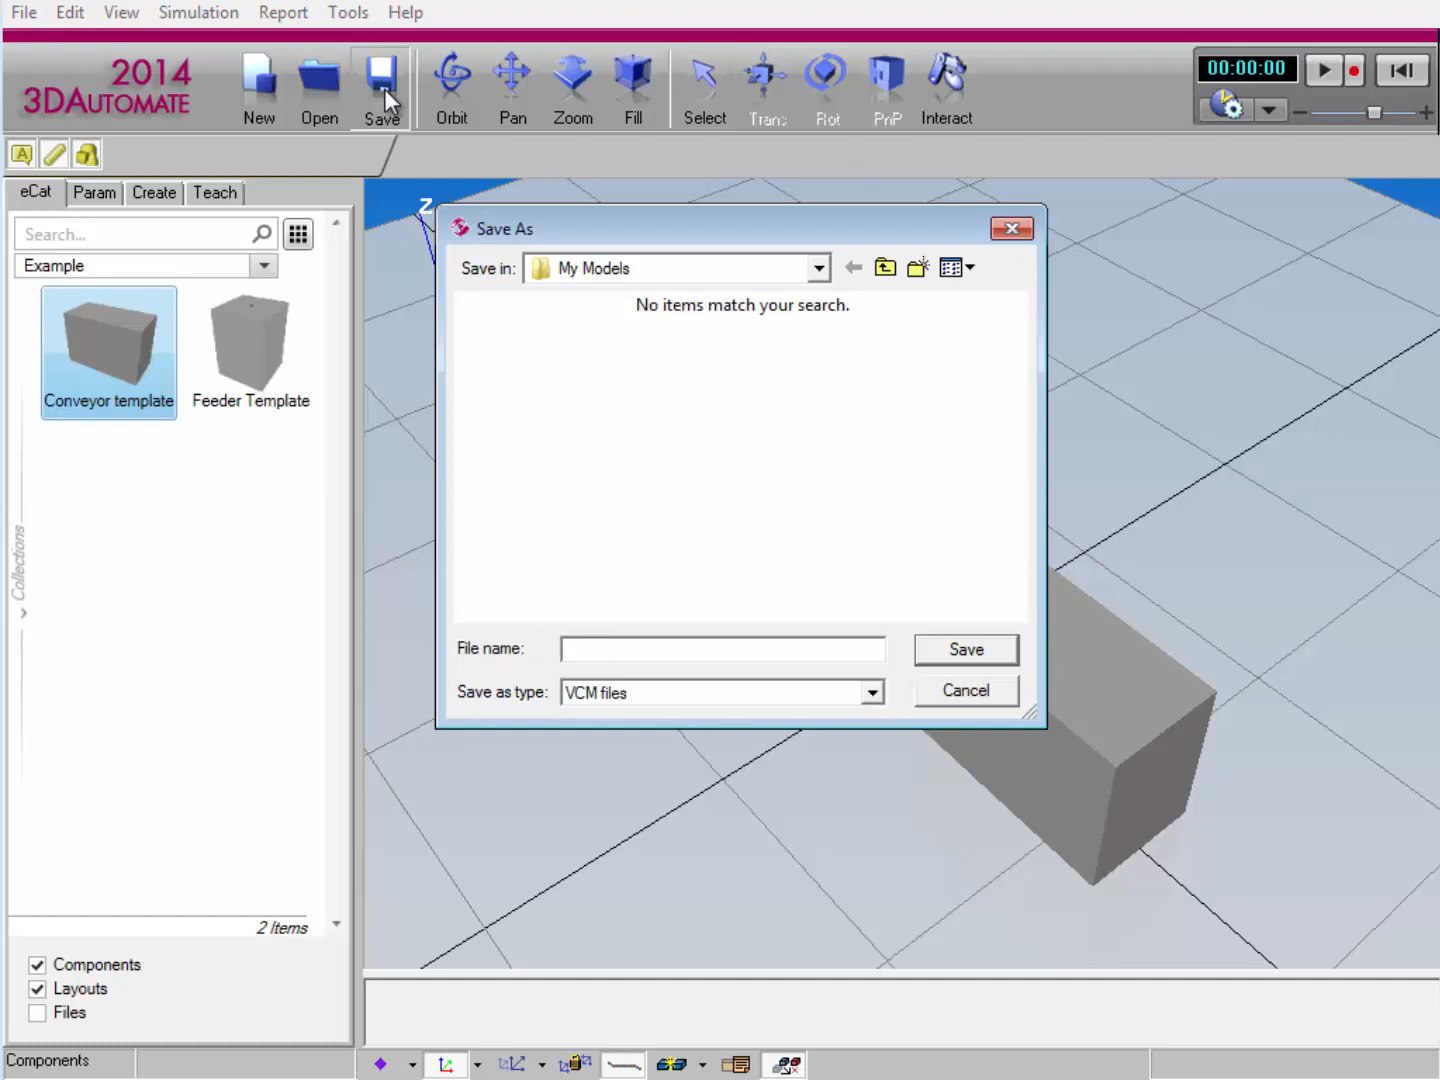 File Edit View Simulation Report Tools Help
2014
3DAUTOMATE
New Open Save Orbit Pan Zoom Fill Select Trans Rot PnP Interact
00:00:00
A
eCat Param Create Teach
Search...
Example
Conveyor template Feeder Template
Collections
2 Items
Components
Layouts
Files
Components
Z
Save As
Save in: My Models
No items match your search.
File name:
Save
Save as type: VCM files
Cancel